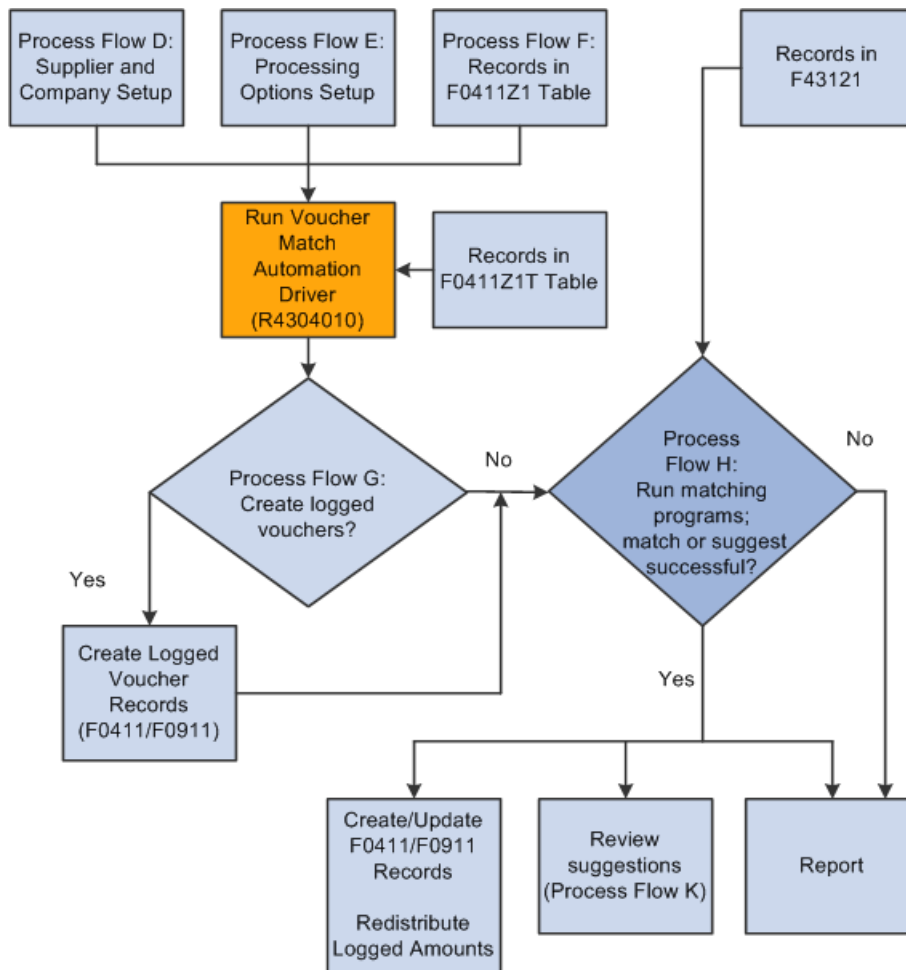 Process Flow D:
Supplier and
Company Setup
Process Flow E:
Processing
Options Setup
Process Flow F:
Records in
F0411Z1 Table
Records in
F43121
Run Voucher
Match
Automation
Driver
(R4304010)
Records in
F0411Z1T Table
Process Flow G:
Create logged
vouchers?
No
Process
Flow H:
Run matching
programs;
match or suggest
successful?
No
Yes
Create Logged
Voucher
Records
(F0411/F0911)
Yes
Create/Update
F0411/F0911
Records
Redistribute
Logged Amounts
Review
suggestions
(Process Flow K)
Report